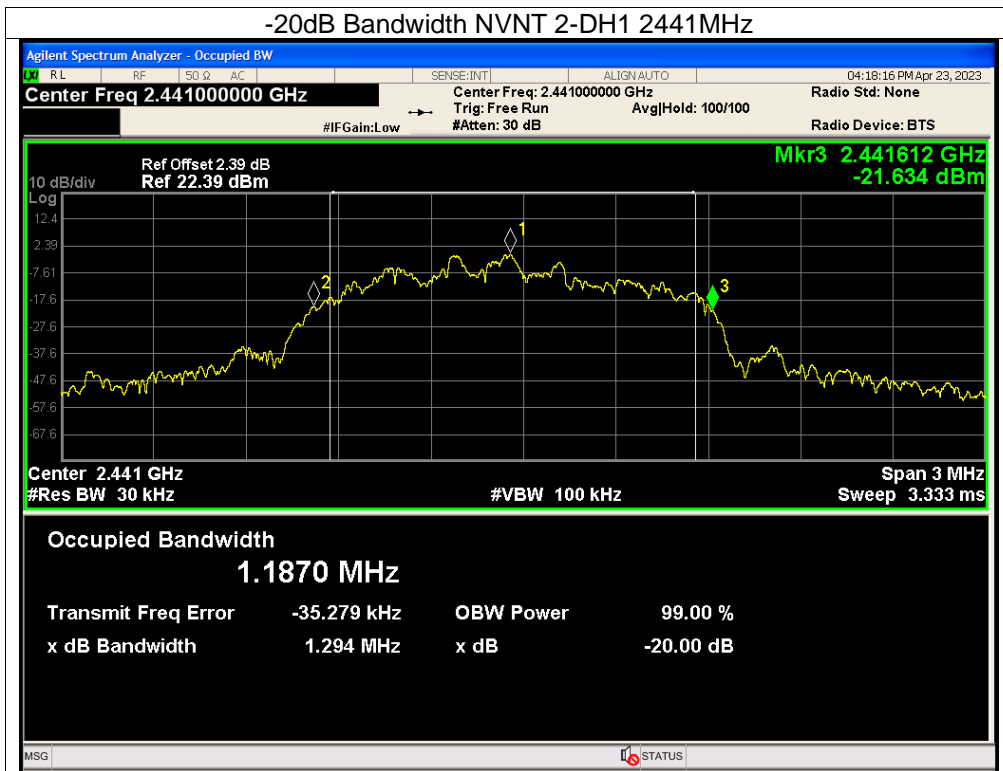 -20dB Bandwidth NVNT 2-DH1 2441MHz
Agilent Spectrum Analyzer - Occupied BW
LXI RL RF 50 Ω AC SENSE:INT ALIGN AUTO 04:18:16 PM Apr 23, 2023
Center Freq 2.441000000 GHz Center Freq: 2.441000000 GHz Radio Std: None
Trig: Free Run Avg|Hold: 100/100
#IFGain:Low #Atten: 30 dB Radio Device: BTS
Mkr3 2.441612 GHz
-21.634 dBm
Ref Offset 2.39 dB
10 dB/div Ref 22.39 dBm
Log
12.4
2.39
-7.61
-17.6
-27.6
-37.6
-47.6
-57.6
-67.6
1
2
3
Center 2.441 GHz Span 3 MHz
#Res BW 30 kHz #VBW 100 kHz Sweep 3.333 ms
Occupied Bandwidth
1.1870 MHz
Transmit Freq Error -35.279 kHz OBW Power 99.00 %
x dB Bandwidth 1.294 MHz x dB -20.00 dB
MSG STATUS